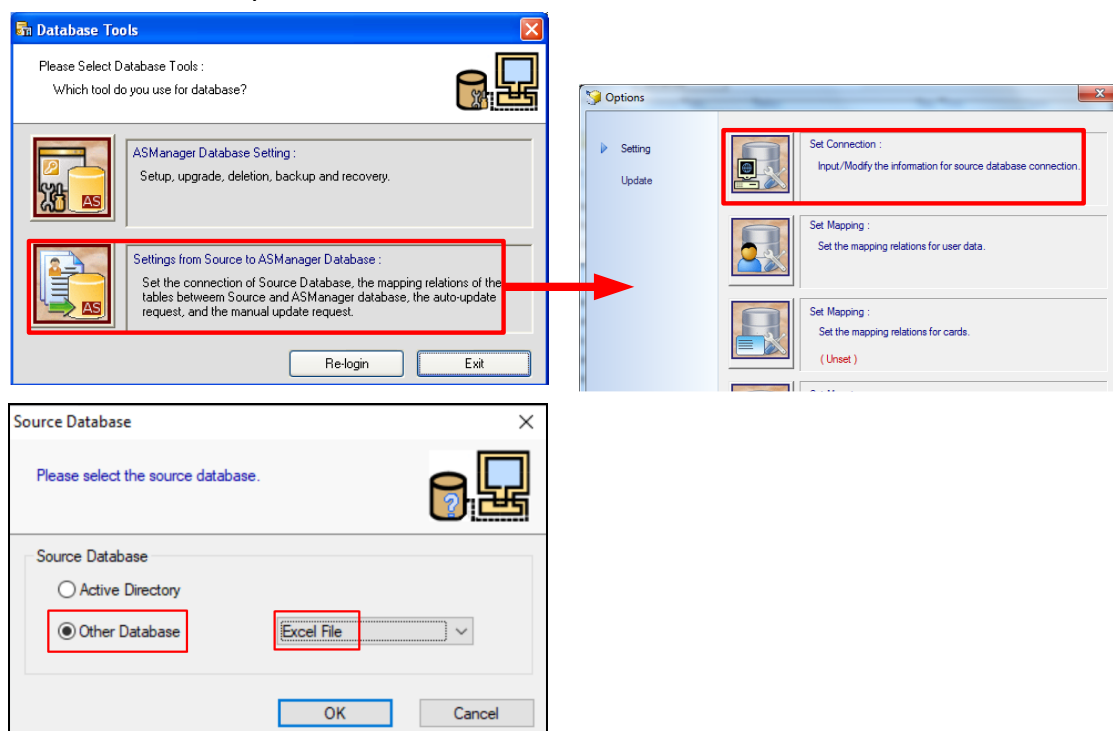 Database Tools
Please Select Database Tools :
Which tool do you use for database?
ASManager Database Setting :
Setup, upgrade, deletion, backup and recovery.
AS
Settings from Source to ASManager Database :
Set the connection of Source Database, the mapping relations of the
tables betweem Source and ASManager database, the auto-update
request, and the manual update request.
AS
Re-login
Exit
Options
Setting
Update
Set Connection :
Input/Modify the information for source database connection.
Set Mapping :
Set the mapping relations for user data.
Set Mapping :
Set the mapping relations for cards.
( Unset )
Source Database
Please select the source database.
Source Database
Active Directory
Other Database
Excel File
OK
Cancel